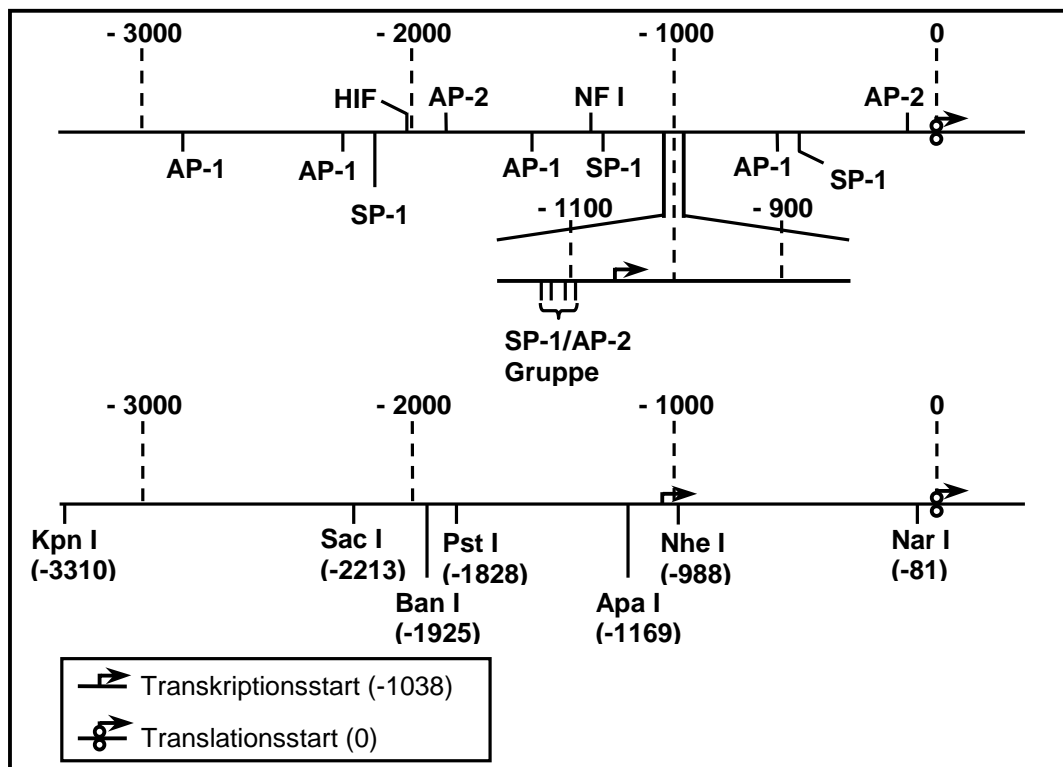 - 3000 - 2000 - 1000 0
HIF AP-2 NF I AP-2
AP-1 AP-1 AP-1 SP-1 AP-1 SP-1
SP-1
- 1100 - 900
SP-1/AP-2
Gruppe
- 3000 - 2000 - 1000 0
Kpn I Sac I Pst I Nhe I Nar I
(-3310) (-2213) (-1828) (-988) (-81)
Ban I Apa I
(-1925) (-1169)
Transkriptionsstart (-1038)
Translationsstart (0)